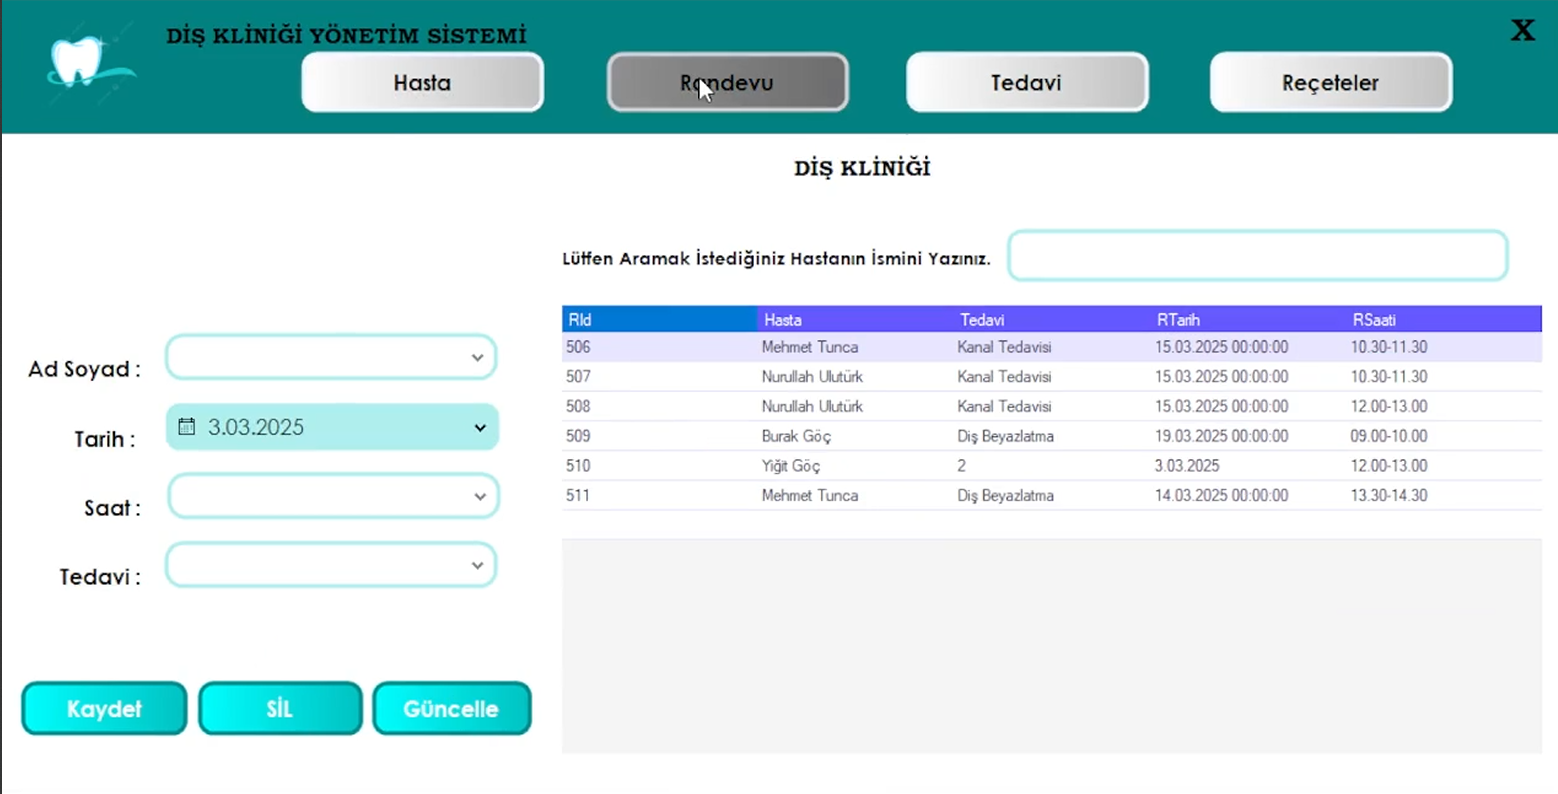 DİŞ KLİNİĞİ YÖNETİM SİSTEMİ
X
Hasta
Randevu
Tedavi
Reçeteler
DİŞ KLİNİĞİ
Lütfen Aramak İstediğiniz Hastanın İsmini Yazınız.
Ad Soyad :
Tarih :
3.03.2025
Saat :
Tedavi :
Kaydet
SİL
Güncelle
RId Hasta Tedavi RTarih RSaati
506 Mehmet Tunca Kanal Tedavisi 15.03.2025 00:00:00 10.30-11.30
507 Nurullah Ulutürk Kanal Tedavisi 15.03.2025 00:00:00 10.30-11.30
508 Nurullah Ulutürk Kanal Tedavisi 15.03.2025 00:00:00 12.00-13.00
509 Burak Göç Diş Beyazlatma 19.03.2025 00:00:00 09.00-10.00
510 Yiğit Göç 2 3.03.2025 12.00-13.00
511 Mehmet Tunca Diş Beyazlatma 14.03.2025 00:00:00 13.30-14.30